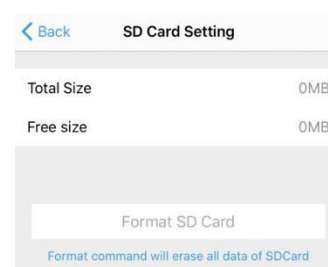 Back SD Card Setting
Total Size 0MB
Free size 0MB
Format SD Card
Format command will erase all data of SDCard